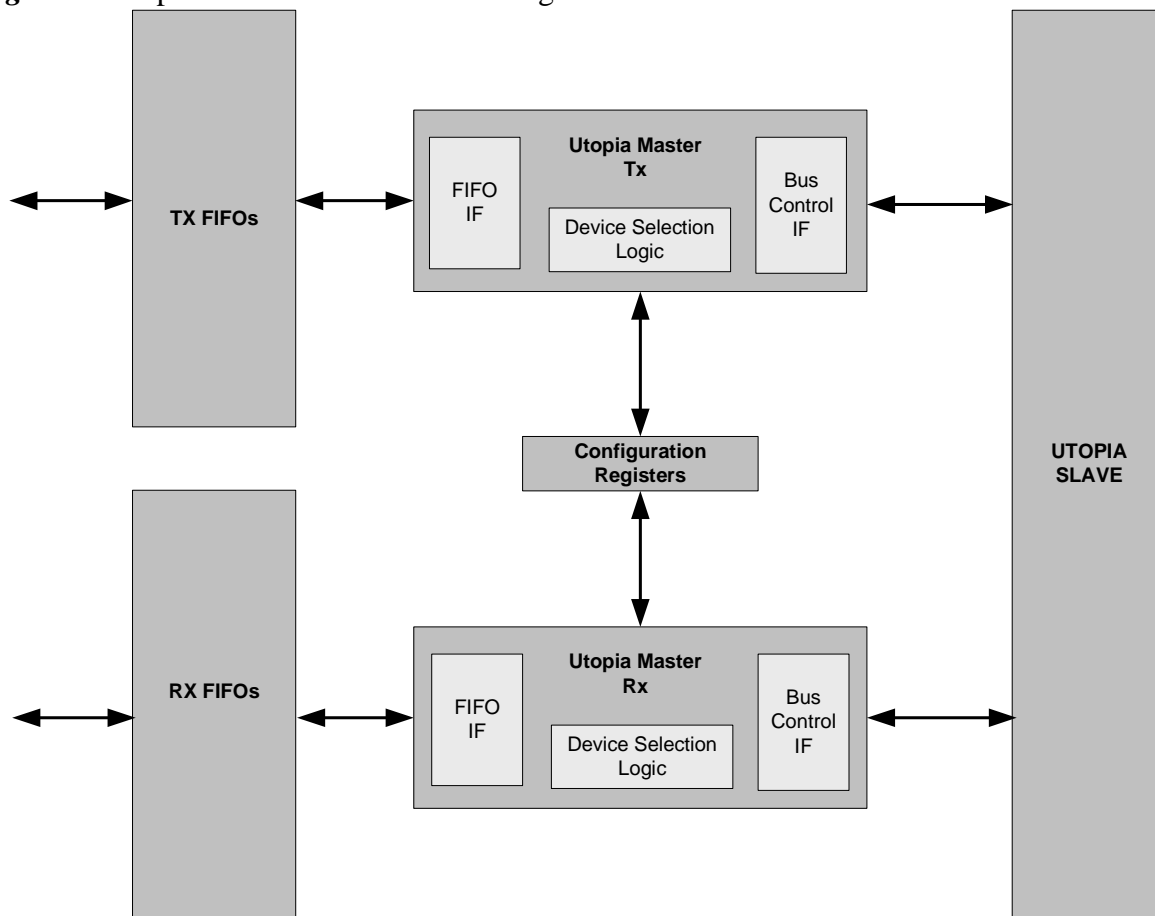 Utopia Master
Tx
FIFO
IF
Device Selection
Logic
Bus
Control
IF
TX FIFOs
Configuration
Registers
UTOPIA
SLAVE
Utopia Master
Rx
FIFO
IF
Device Selection
Logic
Bus
Control
IF
RX FIFOs